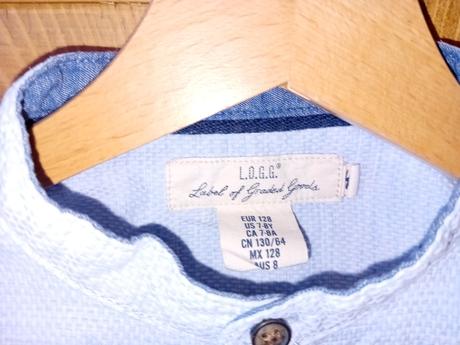 L.O.G.G.®
Label of Graded Goods
EUR 128
US 7-8Y
CA 7-8A
CN 130/64
MX 128
AUS 8